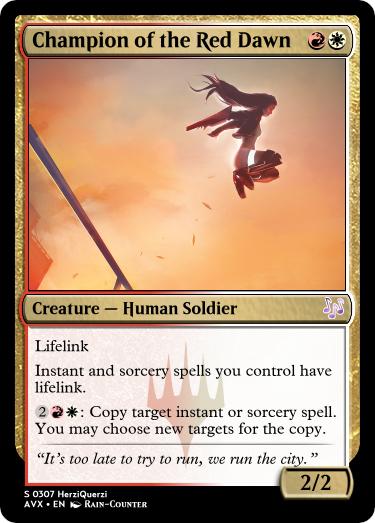 Champion of the Red Dawn
Creature — Human Soldier
Lifelink
Instant and sorcery spells you control have
lifelink.
2: Copy target instant or sorcery spell.
You may choose new targets for the copy.
“It’s too late to try to run, we run the city.”
2/2
S 0307 HerziQuerzi
AVX • EN Rain-Counter